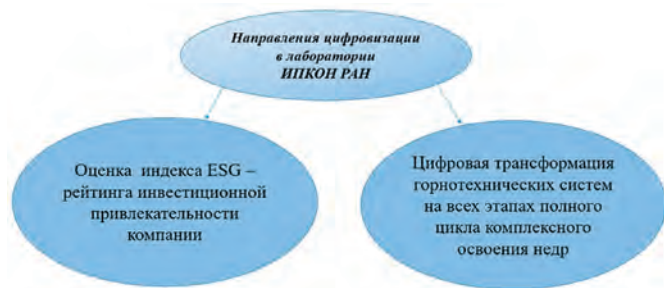 Направления цифровизации
в лаборатории
ИПКОН РАН
Оценка индекса ESG –
рейтинга инвестиционной
привлекательности
компании
Цифровая трансформация
горнотехнических систем
на всех этапах полного
цикла комплексного
освоения недр